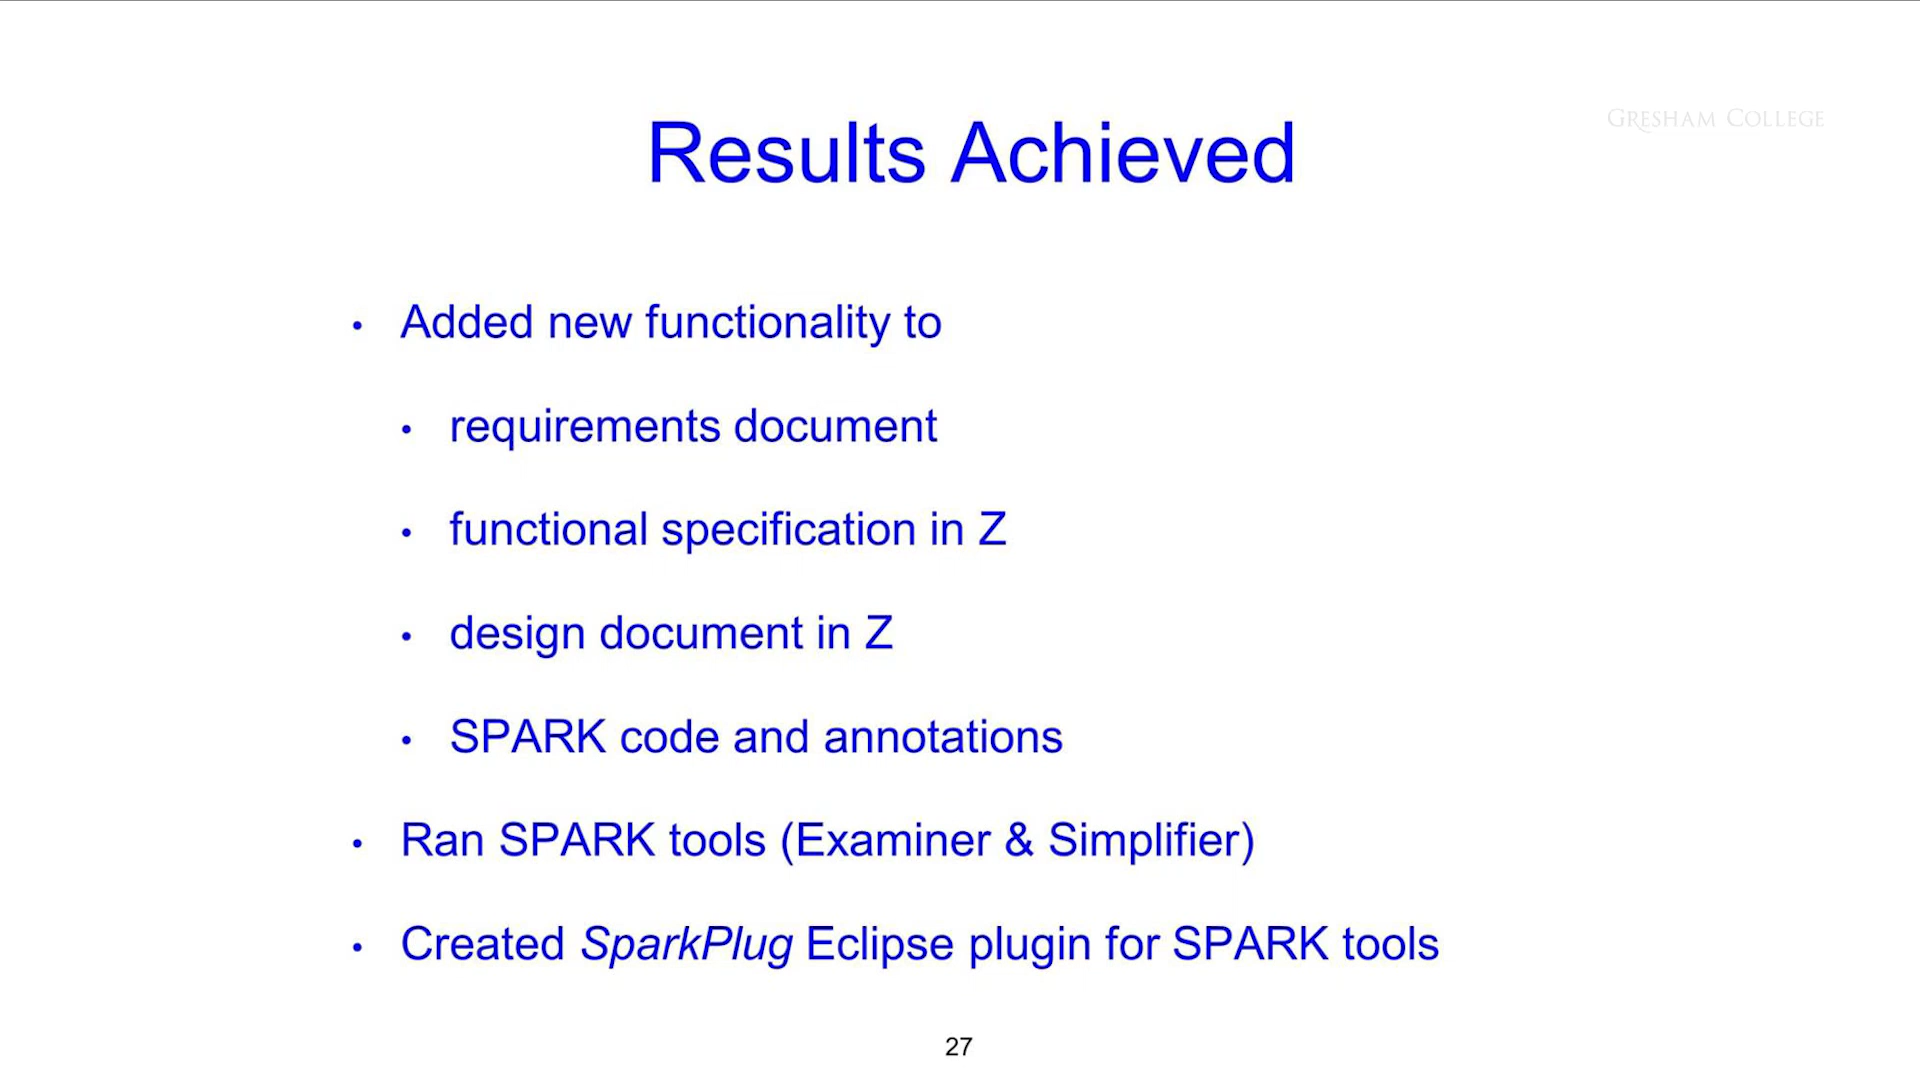 GRESHAM COLLEGE
Results Achieved
• Added new functionality to
• requirements document
• functional specification in Z
• design document in Z
• SPARK code and annotations
• Ran SPARK tools (Examiner & Simplifier)
• Created SparkPlug Eclipse plugin for SPARK tools
27